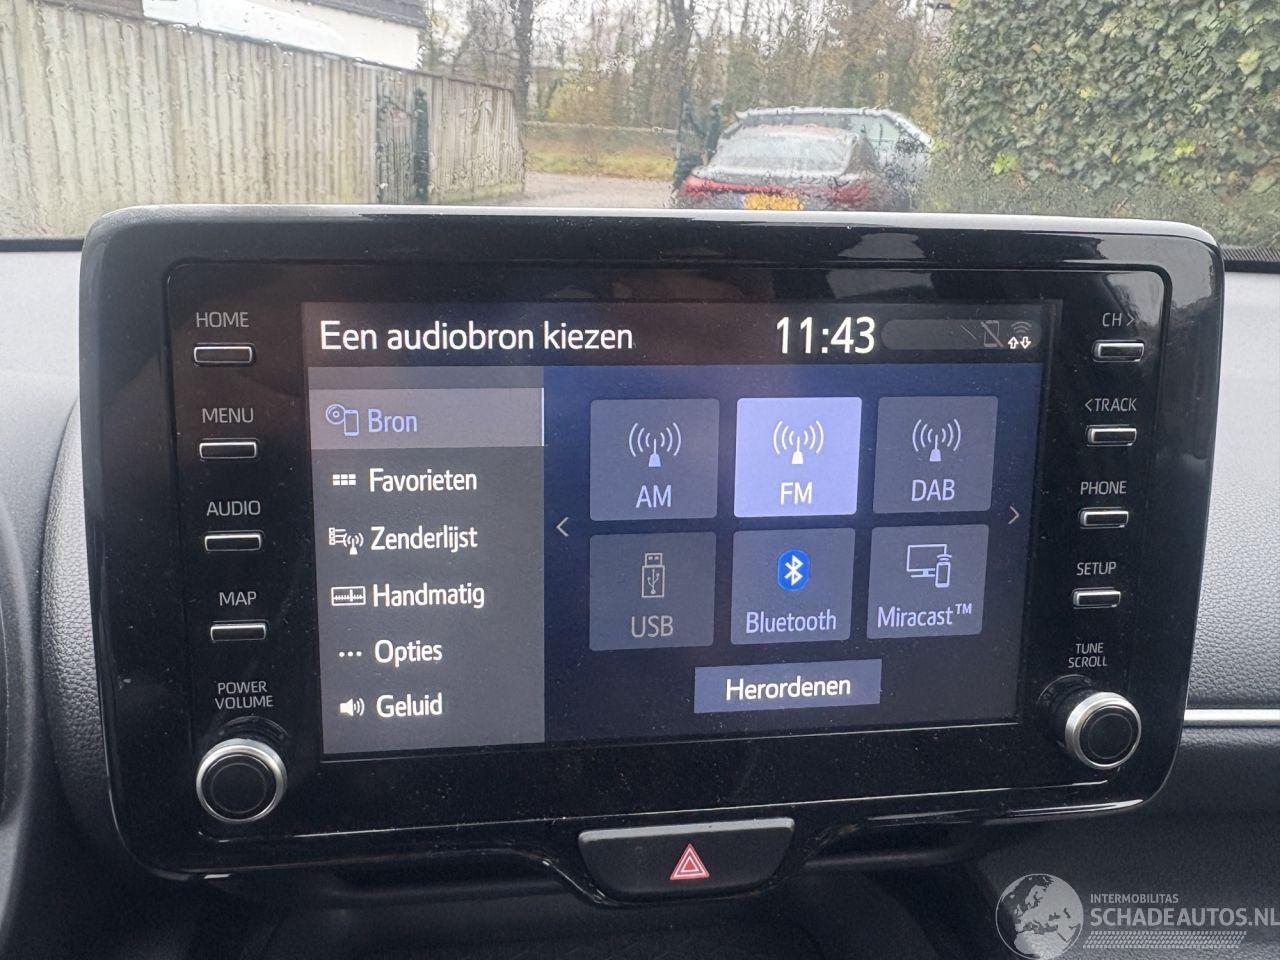 HOME
MENU
AUDIO
MAP
POWER
VOLUME
Een audiobron kiezen
11:43
Bron
Favorieten
Zenderlijst
Handmatig
Opties
Geluid
AM
FM
DAB
USB
Bluetooth
Miracast™
Herordenen
CH >
<TRACK
PHONE
SETUP
TUNE
SCROLL
INTERMOBILITAS
SCHADEAUTOS.NL